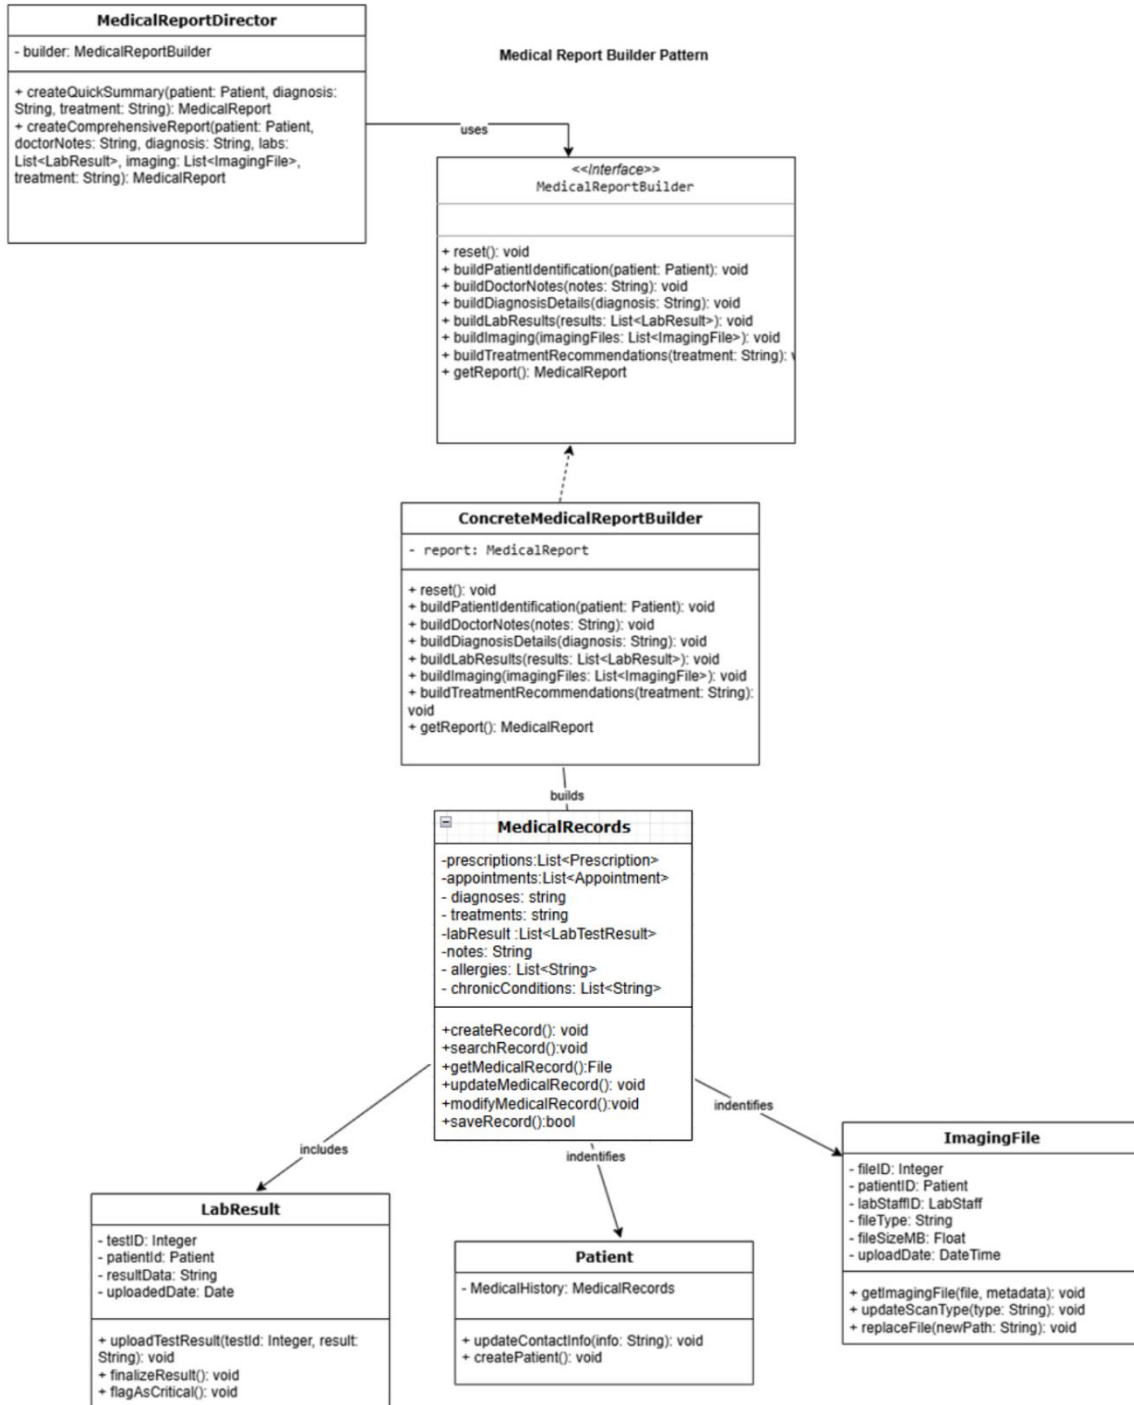 MedicalReportDirector
- builder: MedicalReportBuilder
+ createQuickSummary(patient: Patient, diagnosis:
String, treatment: String): MedicalReport
+ createComprehensiveReport(patient: Patient,
doctorNotes: String, diagnosis: String, labs:
List<LabResult>, imaging: List<ImagingFile>,
treatment: String): MedicalReport
Medical Report Builder Pattern
uses
<<Interface>>
MedicalReportBuilder
+ reset(): void
+ buildPatientIdentification(patient: Patient): void
+ buildDoctorNotes(notes: String): void
+ buildDiagnosisDetails(diagnosis: String): void
+ buildLabResults(results: List<LabResult>): void
+ buildImaging(imagingFiles: List<ImagingFile>): void
+ buildTreatmentRecommendations(treatment: String):
+ getReport(): MedicalReport
ConcreteMedicalReportBuilder
- report: MedicalReport
+ reset(): void
+ buildPatientIdentification(patient: Patient): void
+ buildDoctorNotes(notes: String): void
+ buildDiagnosisDetails(diagnosis: String): void
+ buildLabResults(results: List<LabResult>): void
+ buildImaging(imagingFiles: List<ImagingFile>): void
+ buildTreatmentRecommendations(treatment: String):
void
+ getReport(): MedicalReport
builds
MedicalRecords
-prescriptions:List<Prescription>
-appointments:List<Appointment>
- diagnoses: string
- treatments: string
-labResult :List<LabTestResult>
-notes: String
- allergies: List<String>
- chronicConditions: List<String>
+createRecord(): void
+searchRecord():void
+getMedicalRecord():File
+updateMedicalRecord(): void
+modifyMedicalRecord():void
+saveRecord():bool
includes
indentifies
indentifies
LabResult
- testID: Integer
- patientId: Patient
- resultData: String
- uploadedDate: Date
+ uploadTestResult(testId: Integer, result:
String): void
+ finalizeResult(): void
+ flagAsCritical(): void
Patient
- MedicalHistory: MedicalRecords
+ updateContactInfo(info: String): void
+ createPatient(): void
ImagingFile
- fileID: Integer
- patientID: Patient
- labStaffID: LabStaff
- fileType: String
- fileSizeMB: Float
- uploadDate: DateTime
+ getImagingFile(file, metadata): void
+ updateScanType(type: String): void
+ replaceFile(newPath: String): void